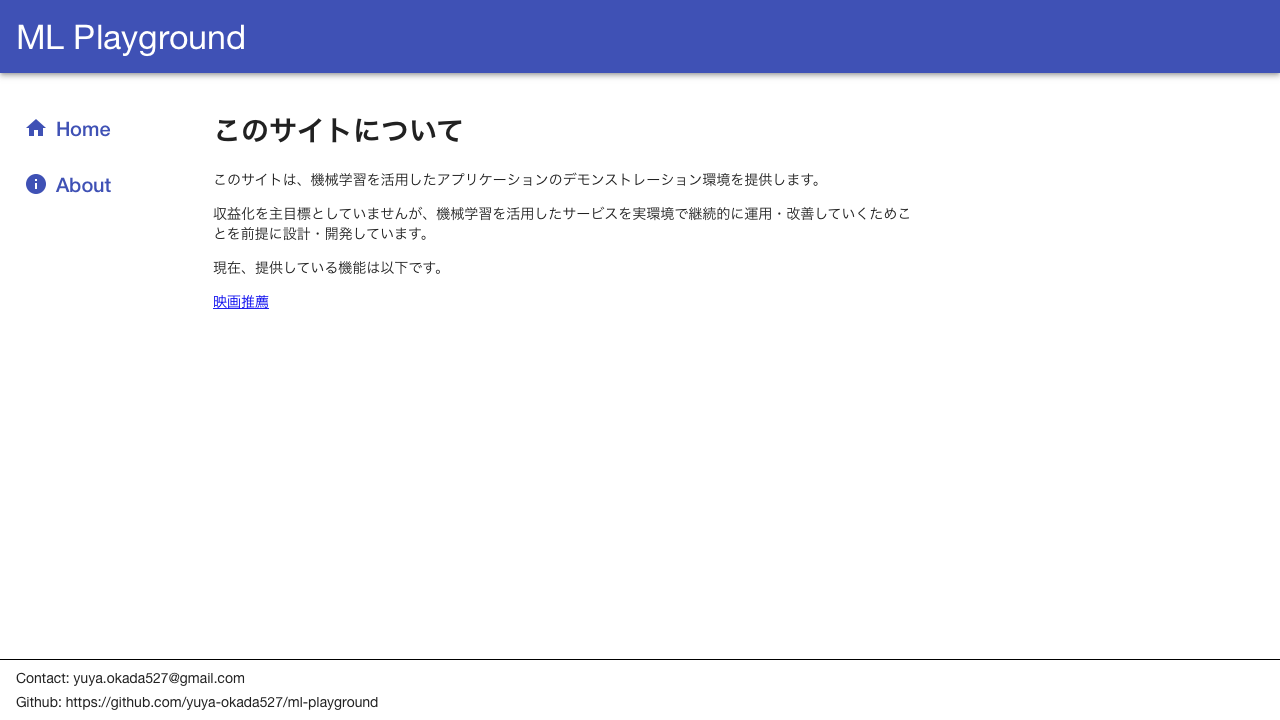 ML Playground
Home
About
このサイトについて
このサイトは、機械学習を活用したアプリケーションのデモンストレーション環境を提供します。
収益化を主目標としていませんが、機械学習を活用したサービスを実環境で継続的に運用・改善していくためこ
とを前提に設計・開発しています。
現在、提供している機能は以下です。
映画推薦
Contact: yuya.okada527@gmail.com
Github: https://github.com/yuya-okada527/ml-playground